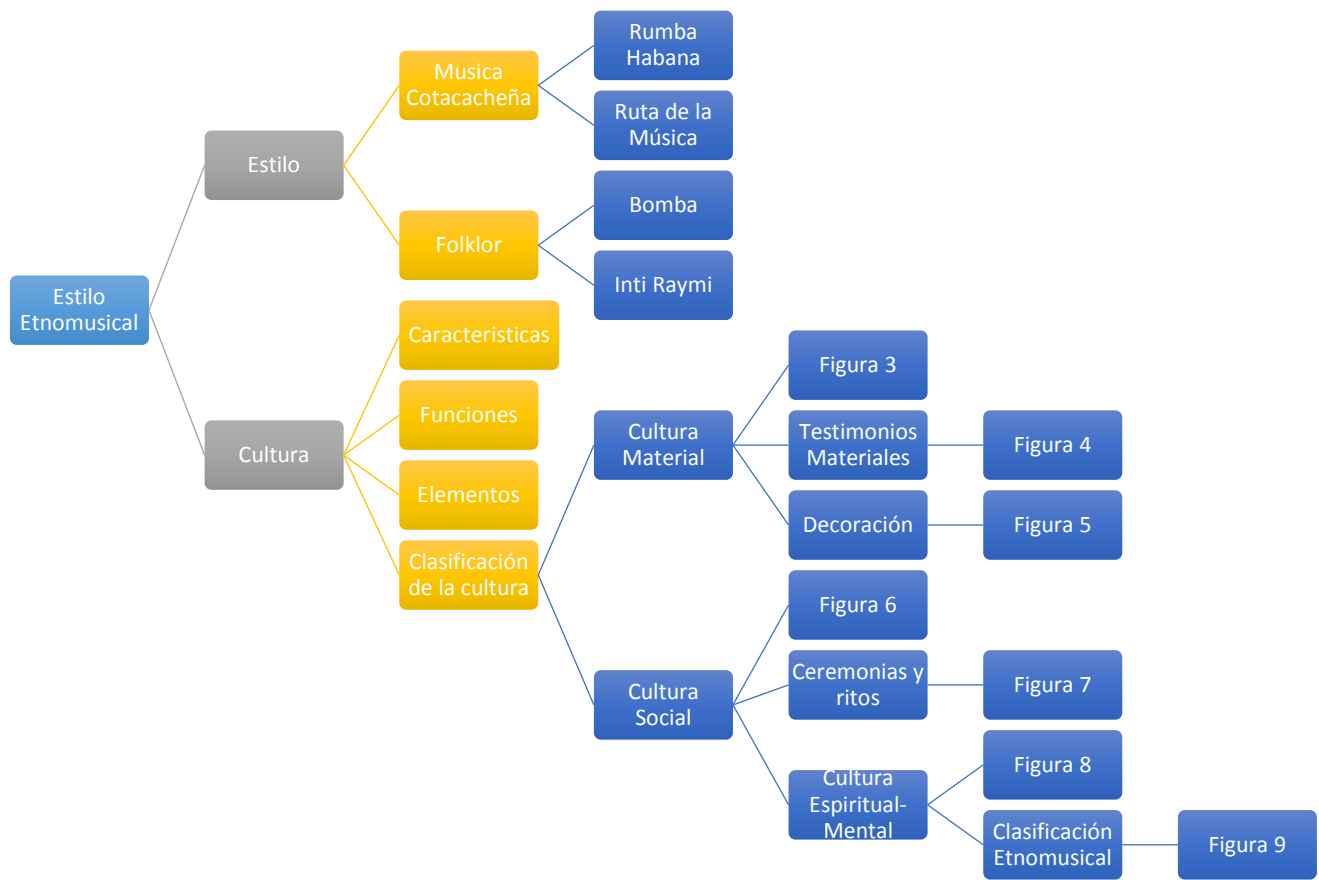 Estilo
Etnomusical
Estilo
Musica
Cotacacheña
Rumba
Habana
Ruta de la
Música
Folklor
Bomba
Inti Raymi
Cultura
Caracteristicas
Funciones
Elementos
Clasificación
de la cultura
Cultura
Material
Figura 3
Testimonios
Materiales
Figura 4
Decoración
Figura 5
Cultura
Social
Figura 6
Ceremonias y
ritos
Figura 7
Cultura
Espiritual-
Mental
Figura 8
Clasificación
Etnomusical
Figura 9